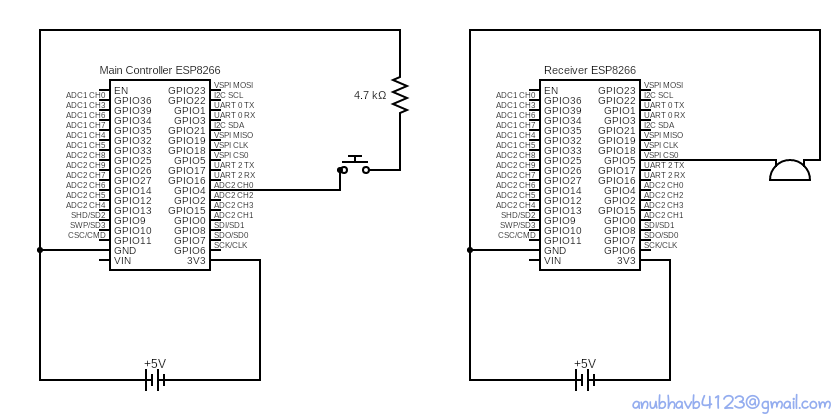 Main Controller ESP8266
EN GPIO23 VSPI MOSI
ADC1 CH0 GPIO36 GPIO22 I2C SCL
ADC1 CH3 GPIO39 GPIO1 UART 0 TX
ADC1 CH6 GPIO34 GPIO3 UART 0 RX
ADC1 CH7 GPIO35 GPIO21 I2C SDA
ADC1 CH4 GPIO32 GPIO19 VSPI MISO
ADC1 CH5 GPIO33 GPIO18 VSPI CLK
ADC2 CH8 GPIO25 GPIO5 VSPI CS0
ADC2 CH9 GPIO26 GPIO17 UART 2 TX
ADC2 CH7 GPIO27 GPIO16 UART 2 RX
ADC2 CH6 GPIO14 GPIO4 ADC2 CH0
ADC2 CH5 GPIO12 GPIO2 ADC2 CH2
ADC2 CH4 GPIO13 GPIO15 ADC2 CH3
SHD/SD2 GPIO9 GPIO0 ADC2 CH1
SWP/SD3 GPIO10 GPIO8 SDI/SD1
CSC/CMD GPIO11 GPIO7 SDO/SD0
GND GPIO6 SCK/CLK
VIN 3V3
4.7 kΩ
+5V
Receiver ESP8266
EN GPIO23 VSPI MOSI
ADC1 CH0 GPIO36 GPIO22 I2C SCL
ADC1 CH3 GPIO39 GPIO1 UART 0 TX
ADC1 CH6 GPIO34 GPIO3 UART 0 RX
ADC1 CH7 GPIO35 GPIO21 I2C SDA
ADC1 CH4 GPIO32 GPIO19 VSPI MISO
ADC1 CH5 GPIO33 GPIO18 VSPI CLK
ADC2 CH8 GPIO25 GPIO5 VSPI CS0
ADC2 CH9 GPIO26 GPIO17 UART 2 TX
ADC2 CH7 GPIO27 GPIO16 UART 2 RX
ADC2 CH6 GPIO14 GPIO4 ADC2 CH0
ADC2 CH5 GPIO12 GPIO2 ADC2 CH2
ADC2 CH4 GPIO13 GPIO15 ADC2 CH3
SHD/SD2 GPIO9 GPIO0 ADC2 CH1
SWP/SD3 GPIO10 GPIO8 SDI/SD1
CSC/CMD GPIO11 GPIO7 SDO/SD0
GND GPIO6 SCK/CLK
VIN 3V3
+5V
anubhavb4123@gmail.com